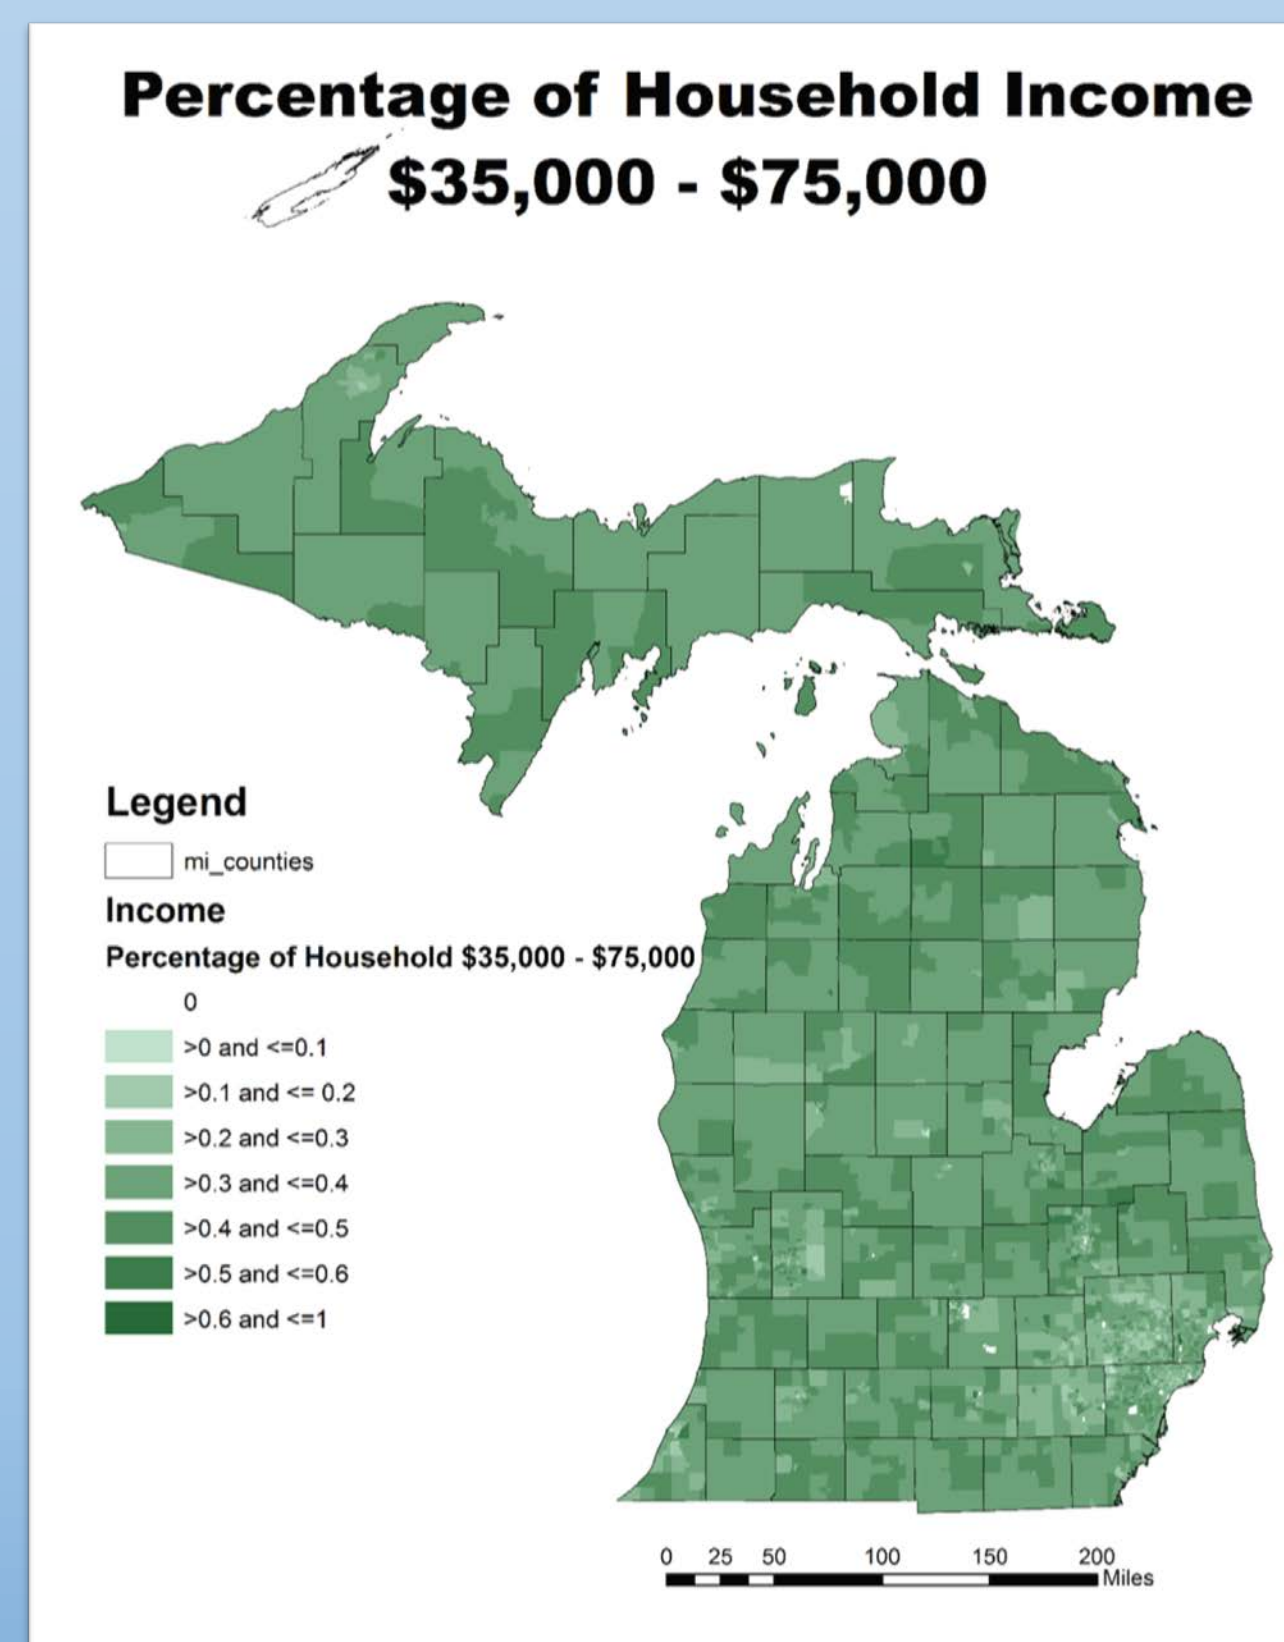 Percentage of Household Income
$35,000 - $75,000
Legend
mi_counties
Income
Percentage of Household $35,000 - $75,000
0
>0 and <=0.1
>0.1 and <= 0.2
>0.2 and <=0.3
>0.3 and <=0.4
>0.4 and <=0.5
>0.5 and <=0.6
>0.6 and <=1
0 25 50 100 150 200
Miles